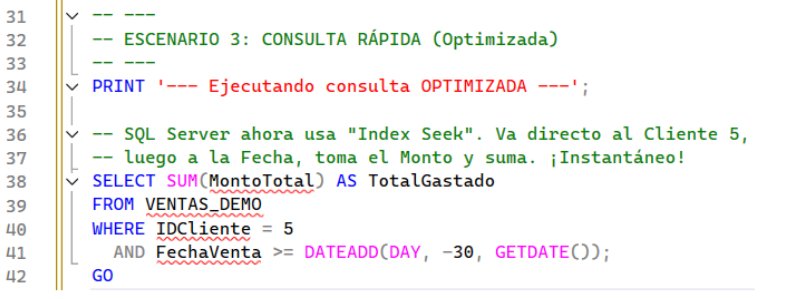 31 -- ---
32 -- ESCENARIO 3: CONSULTA RÁPIDA (Optimizada)
33 -- ---
34 PRINT '--- Ejecutando consulta OPTIMIZADA ---';
35
36 -- SQL Server ahora usa "Index Seek". Va directo al Cliente 5,
37 -- luego a la Fecha, toma el Monto y suma. ¡Instantáneo!
38 SELECT SUM(MontoTotal) AS TotalGastado
39 FROM VENTAS_DEMO
40 WHERE IDCliente = 5
41 AND FechaVenta >= DATEADD(DAY, -30, GETDATE());
42 GO